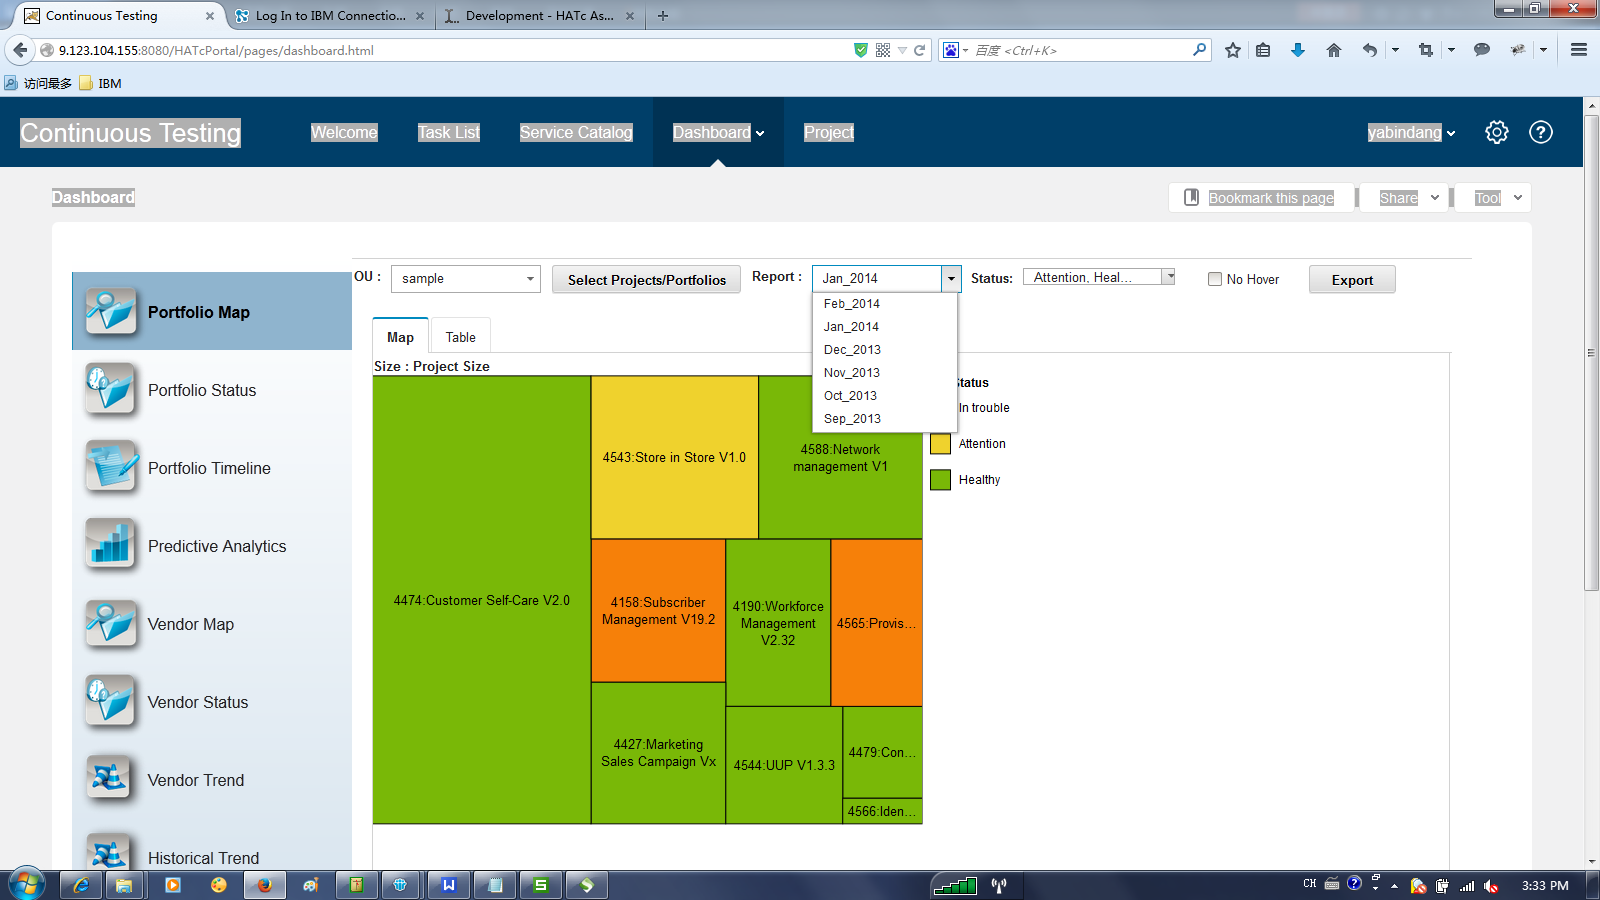 Continuous Testing
Log In to IBM Connectio...
Development - HATc As...
9.123.104.155:8080/HATcPortal/pages/dashboard.html
百度 <Ctrl+K>
访问最多
IBM
Continuous Testing
Welcome
Task List
Service Catalog
Dashboard
Project
yabindang
Dashboard
Bookmark this page
Share
Tool
OU :
sample
Select Projects/Portfolios
Report :
Jan_2014
Status:
Attention, Heal...
No Hover
Export
Feb_2014
Jan_2014
Dec_2013
Nov_2013
Oct_2013
Sep_2013
Portfolio Map
Portfolio Status
Portfolio Timeline
Predictive Analytics
Vendor Map
Vendor Status
Vendor Trend
Historical Trend
Map
Table
Size : Project Size
4474:Customer Self-Care V2.0
4543:Store in Store V1.0
4588:Network
management V1
4158:Subscriber
Management V19.2
4190:Workforce
Management
V2.32
4565:Provis...
4427:Marketing
Sales Campaign Vx
4544:UUP V1.3.3
4479:Con...
4566:Iden...
Status
In trouble
Attention
Healthy
CH
3:33 PM